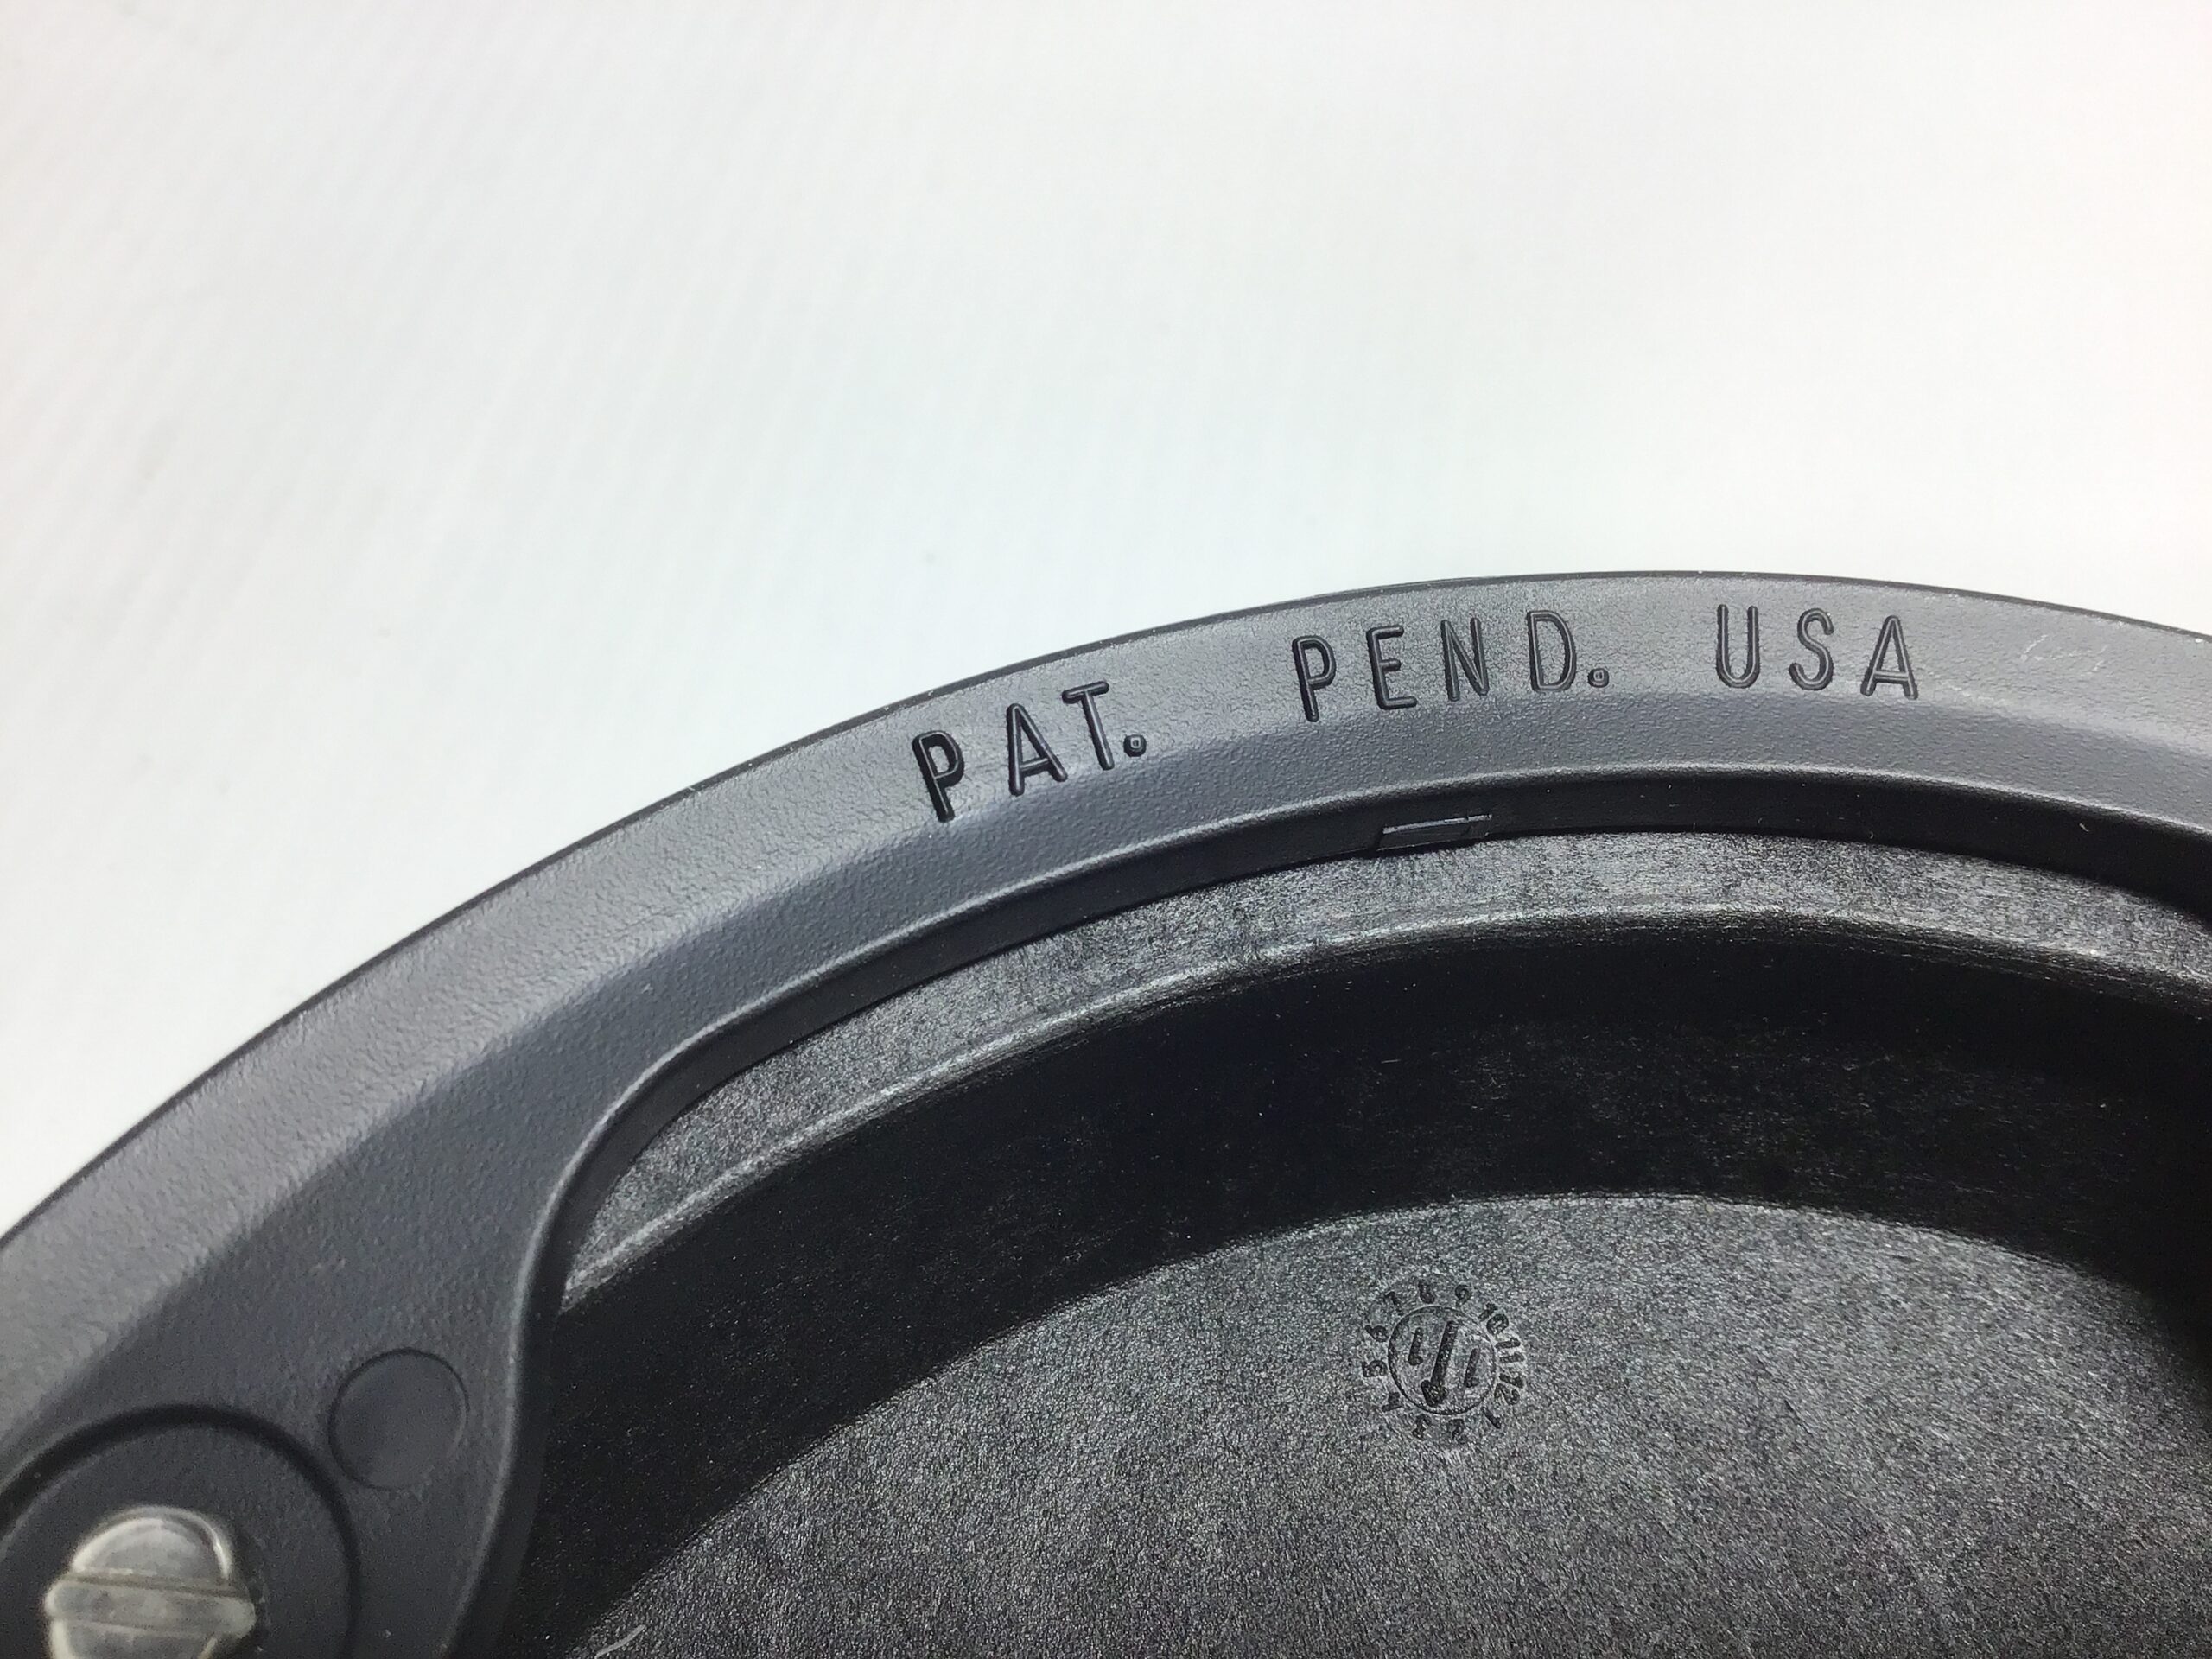 PAT. PEND. USA